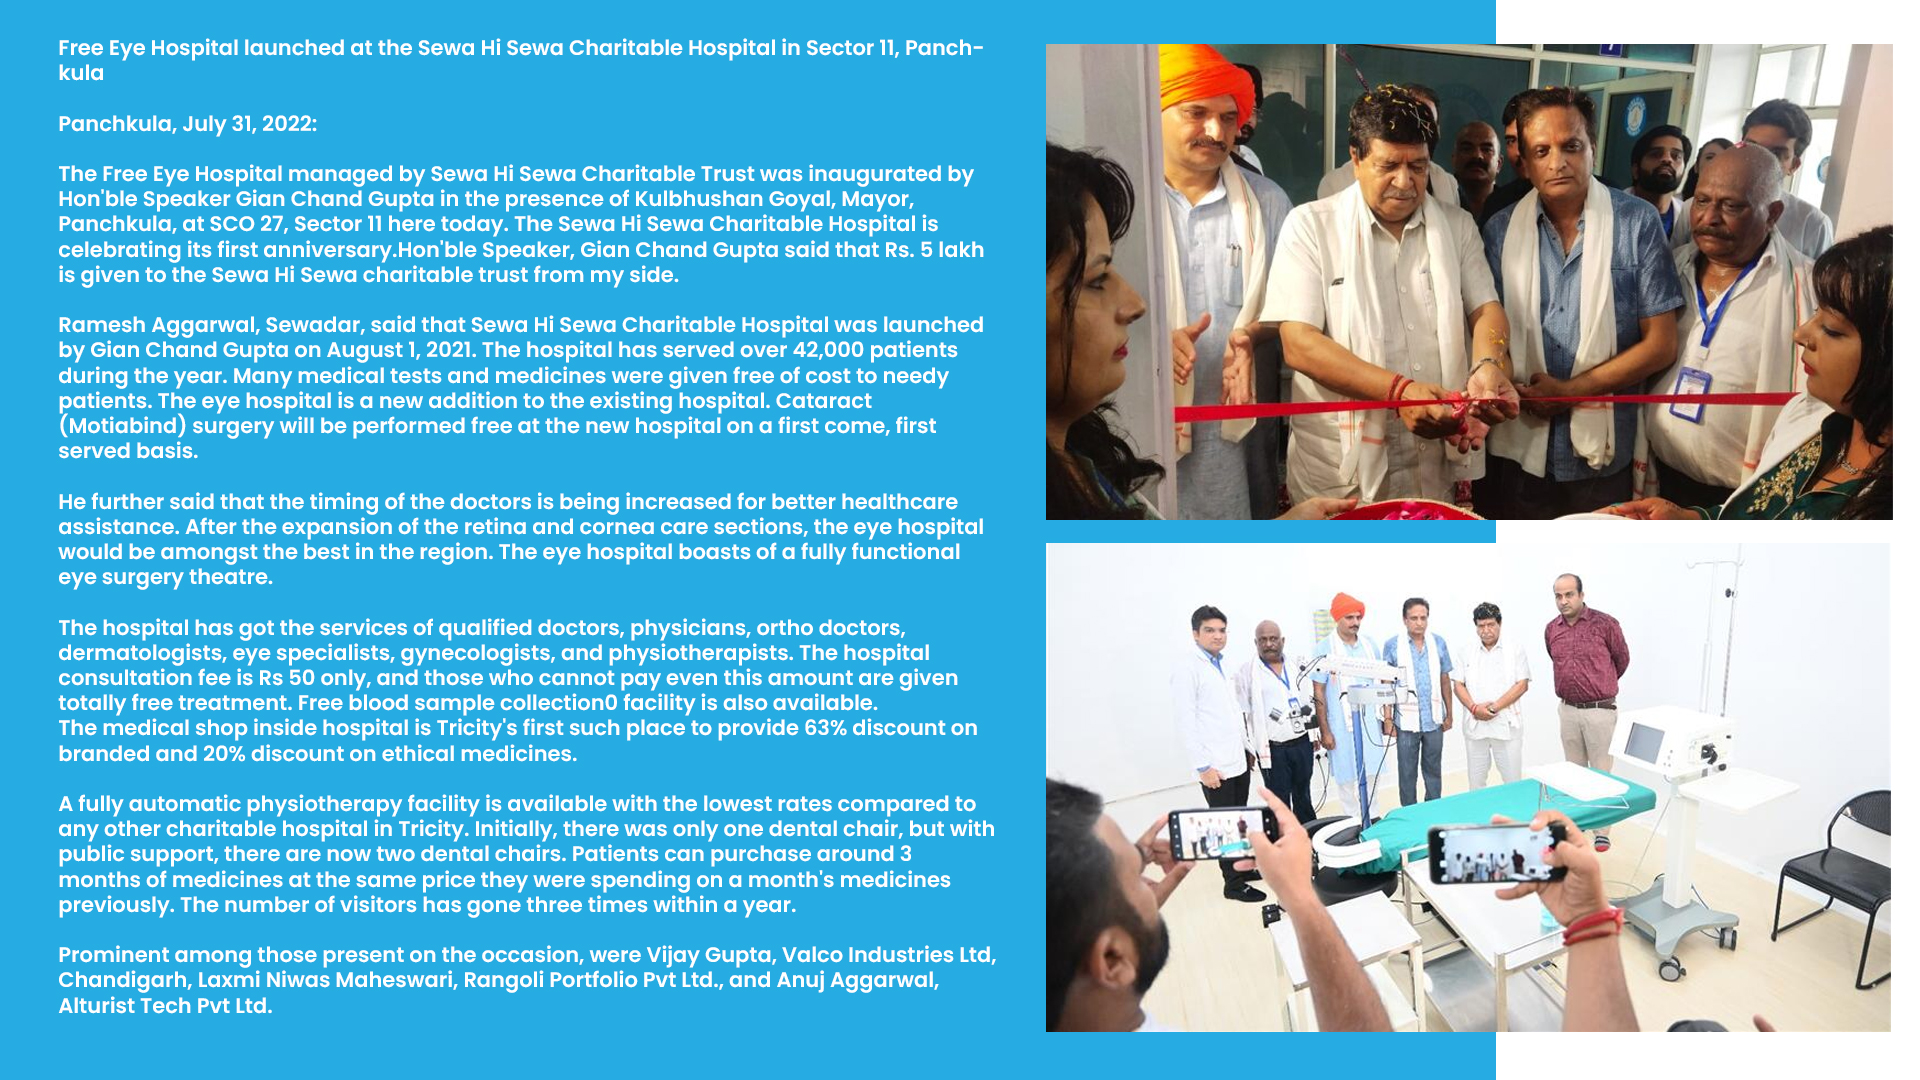 Free Eye Hospital launched at the Sewa Hi Sewa Charitable Hospital in Sector 11, Panch-
kula
Panchkula, July 31, 2022:
The Free Eye Hospital managed by Sewa Hi Sewa Charitable Trust was inaugurated by
Hon'ble Speaker Gian Chand Gupta in the presence of Kulbhushan Goyal, Mayor,
Panchkula, at SCO 27, Sector 11 here today. The Sewa Hi Sewa Charitable Hospital is
celebrating its first anniversary.Hon'ble Speaker, Gian Chand Gupta said that Rs. 5 lakh
is given to the Sewa Hi Sewa charitable trust from my side.
Ramesh Aggarwal, Sewadar, said that Sewa Hi Sewa Charitable Hospital was launched
by Gian Chand Gupta on August 1, 2021. The hospital has served over 42,000 patients
during the year. Many medical tests and medicines were given free of cost to needy
patients. The eye hospital is a new addition to the existing hospital. Cataract
(Motiabind) surgery will be performed free at the new hospital on a first come, first
served basis.
He further said that the timing of the doctors is being increased for better healthcare
assistance. After the expansion of the retina and cornea care sections, the eye hospital
would be amongst the best in the region. The eye hospital boasts of a fully functional
eye surgery theatre.
The hospital has got the services of qualified doctors, physicians, ortho doctors,
dermatologists, eye specialists, gynecologists, and physiotherapists. The hospital
consultation fee is Rs 50 only, and those who cannot pay even this amount are given
totally free treatment. Free blood sample collection0 facility is also available.
The medical shop inside hospital is Tricity's first such place to provide 63% discount on
branded and 20% discount on ethical medicines.
A fully automatic physiotherapy facility is available with the lowest rates compared to
any other charitable hospital in Tricity. Initially, there was only one dental chair, but with
public support, there are now two dental chairs. Patients can purchase around 3
months of medicines at the same price they were spending on a month's medicines
previously. The number of visitors has gone three times within a year.
Prominent among those present on the occasion, were Vijay Gupta, Valco Industries Ltd,
Chandigarh, Laxmi Niwas Maheswari, Rangoli Portfolio Pvt Ltd., and Anuj Aggarwal,
Alturist Tech Pvt Ltd.